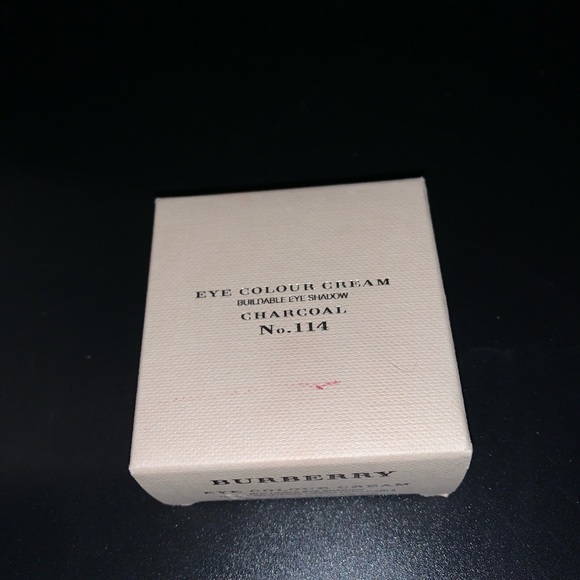 EYE COLOUR CREAM
BUILDABLE EYE SHADOW
CHARCOAL
No.114
BURBERRY
EYE COLOUR CREAM